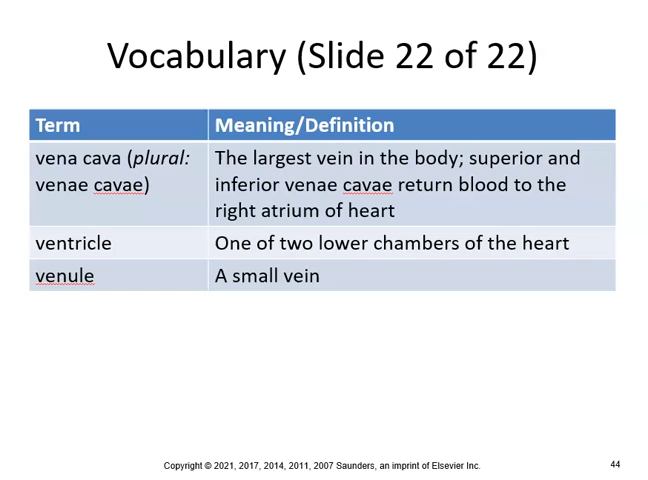 Vocabulary (Slide 22 of 22)
Term
Meaning/Definition
vena cava (plural:
venae cavae)
The largest vein in the body; superior and
inferior venae cavae return blood to the
right atrium of heart
ventricle
One of two lower chambers of the heart
venule
A small vein
Copyright © 2021, 2017, 2014, 2011, 2007 Saunders, an imprint of Elsevier Inc.
44